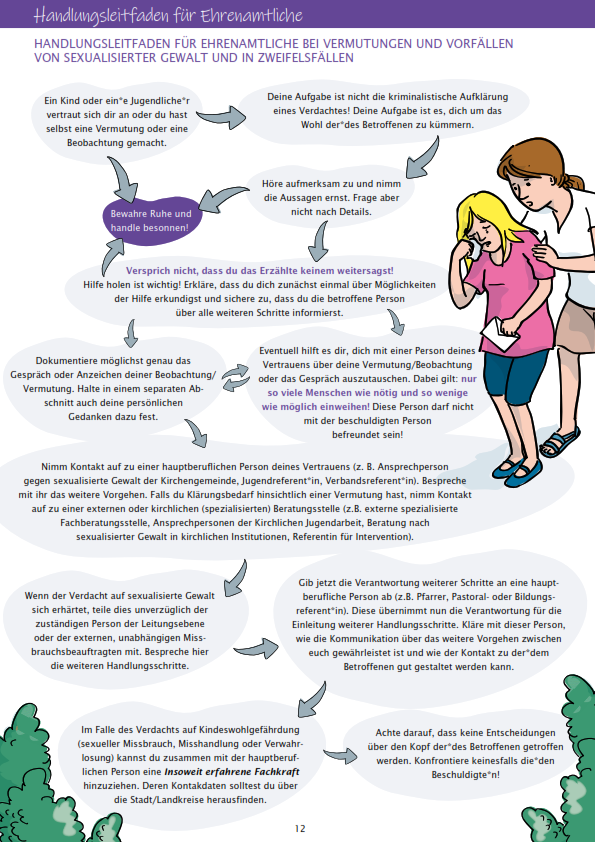 Handlungsleitfaden für Ehrenamtliche
HANDLUNGSLEITFADEN FÜR EHRENAMTLICHE BEI VERMUTUNGEN UND VORFÄLLEN
VON SEXUALISIERTER GEWALT UND IN ZWEIFELSFÄLLEN
Ein Kind oder ein*e Jugendliche*r
vertraut sich dir an oder du hast
selbst eine Vermutung oder eine
Beobachtung gemacht.
Deine Aufgabe ist nicht die kriminalistische Aufklärung
eines Verdachtes! Deine Aufgabe ist es, dich um das
Wohl der*des Betroffenen zu kümmern.
Höre aufmerksam zu und nimm
die Aussagen ernst. Frage aber
nicht nach Details.
Bewahre Ruhe und
handle besonnen!
Versprich nicht, dass du das Erzählte keinem weitersagst!
Hilfe holen ist wichtig! Erkläre, dass du dich zunächst einmal über Möglichkeiten
der Hilfe erkundigst und sichere zu, dass du die betroffene Person
über alle weiteren Schritte informierst.
Dokumentiere möglichst genau das
Gespräch oder Anzeichen deiner Beobachtung/
Vermutung. Halte in einem separaten Ab-
schnitt auch deine persönlichen
Gedanken dazu fest.
Eventuell hilft es dir, dich mit einer Person deines
Vertrauens über deine Vermutung/Beobachtung
oder das Gespräch auszutauschen. Dabei gilt: nur
so viele Menschen wie nötig und so wenige
wie möglich einweihen! Diese Person darf nicht
mit der beschuldigten Person
befreundet sein!
Nimm Kontakt auf zu einer hauptberuflichen Person deines Vertrauens (z. B. Ansprechperson
gegen sexualisierte Gewalt der Kirchengemeinde, Jugendreferent*in, Verbandsreferent*in). Bespreche
mit ihr das weitere Vorgehen. Falls du Klärungsbedarf hinsichtlich einer Vermutung hast, nimm Kontakt
auf zu einer externen oder kirchlichen (spezialisierten) Beratungsstelle (z.B. externe spezialisierte
Fachberatungsstelle, Ansprechpersonen der Kirchlichen Jugendarbeit, Beratung nach
sexualisierter Gewalt in kirchlichen Institutionen, Referentin für Intervention).
Wenn der Verdacht auf sexualisierte Gewalt
sich erhärtet, teile dies unverzüglich der
zuständigen Person der Leitungsebene
oder der externen, unabhängigen Miss-
brauchsbeauftragten mit. Bespreche hier
die weiteren Handlungsschritte.
Gib jetzt die Verantwortung weiterer Schritte an eine haupt-
berufliche Person ab (z.B. Pfarrer, Pastoral- oder Bildungs-
referent*in). Diese übernimmt nun die Verantwortung für die
Einleitung weiterer Handlungsschritte. Kläre mit dieser Person,
wie die Kommunikation über das weitere Vorgehen zwischen
euch gewährleistet ist und wie der Kontakt zu der*dem
Betroffenen gut gestaltet werden kann.
Im Falle des Verdachts auf Kindeswohlgefährdung
(sexueller Missbrauch, Misshandlung oder Verwahr-
losung) kannst du zusammen mit der hauptberuf-
lichen Person eine Insoweit erfahrene Fachkraft
hinzuziehen. Deren Kontakdaten solltest du über
die Stadt/Landkreise herausfinden.
Achte darauf, dass keine Entscheidungen
über den Kopf der*des Betroffenen getroffen
werden. Konfrontiere keinesfalls die*den
Beschuldigte*n!
12